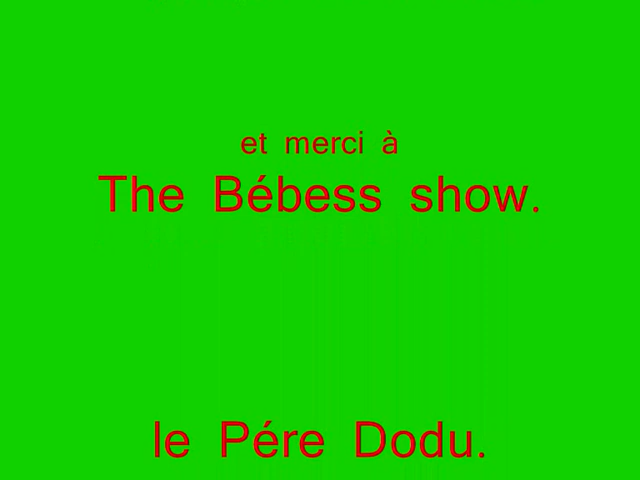 et merci à
The Bébess show.
le Pére Dodu.